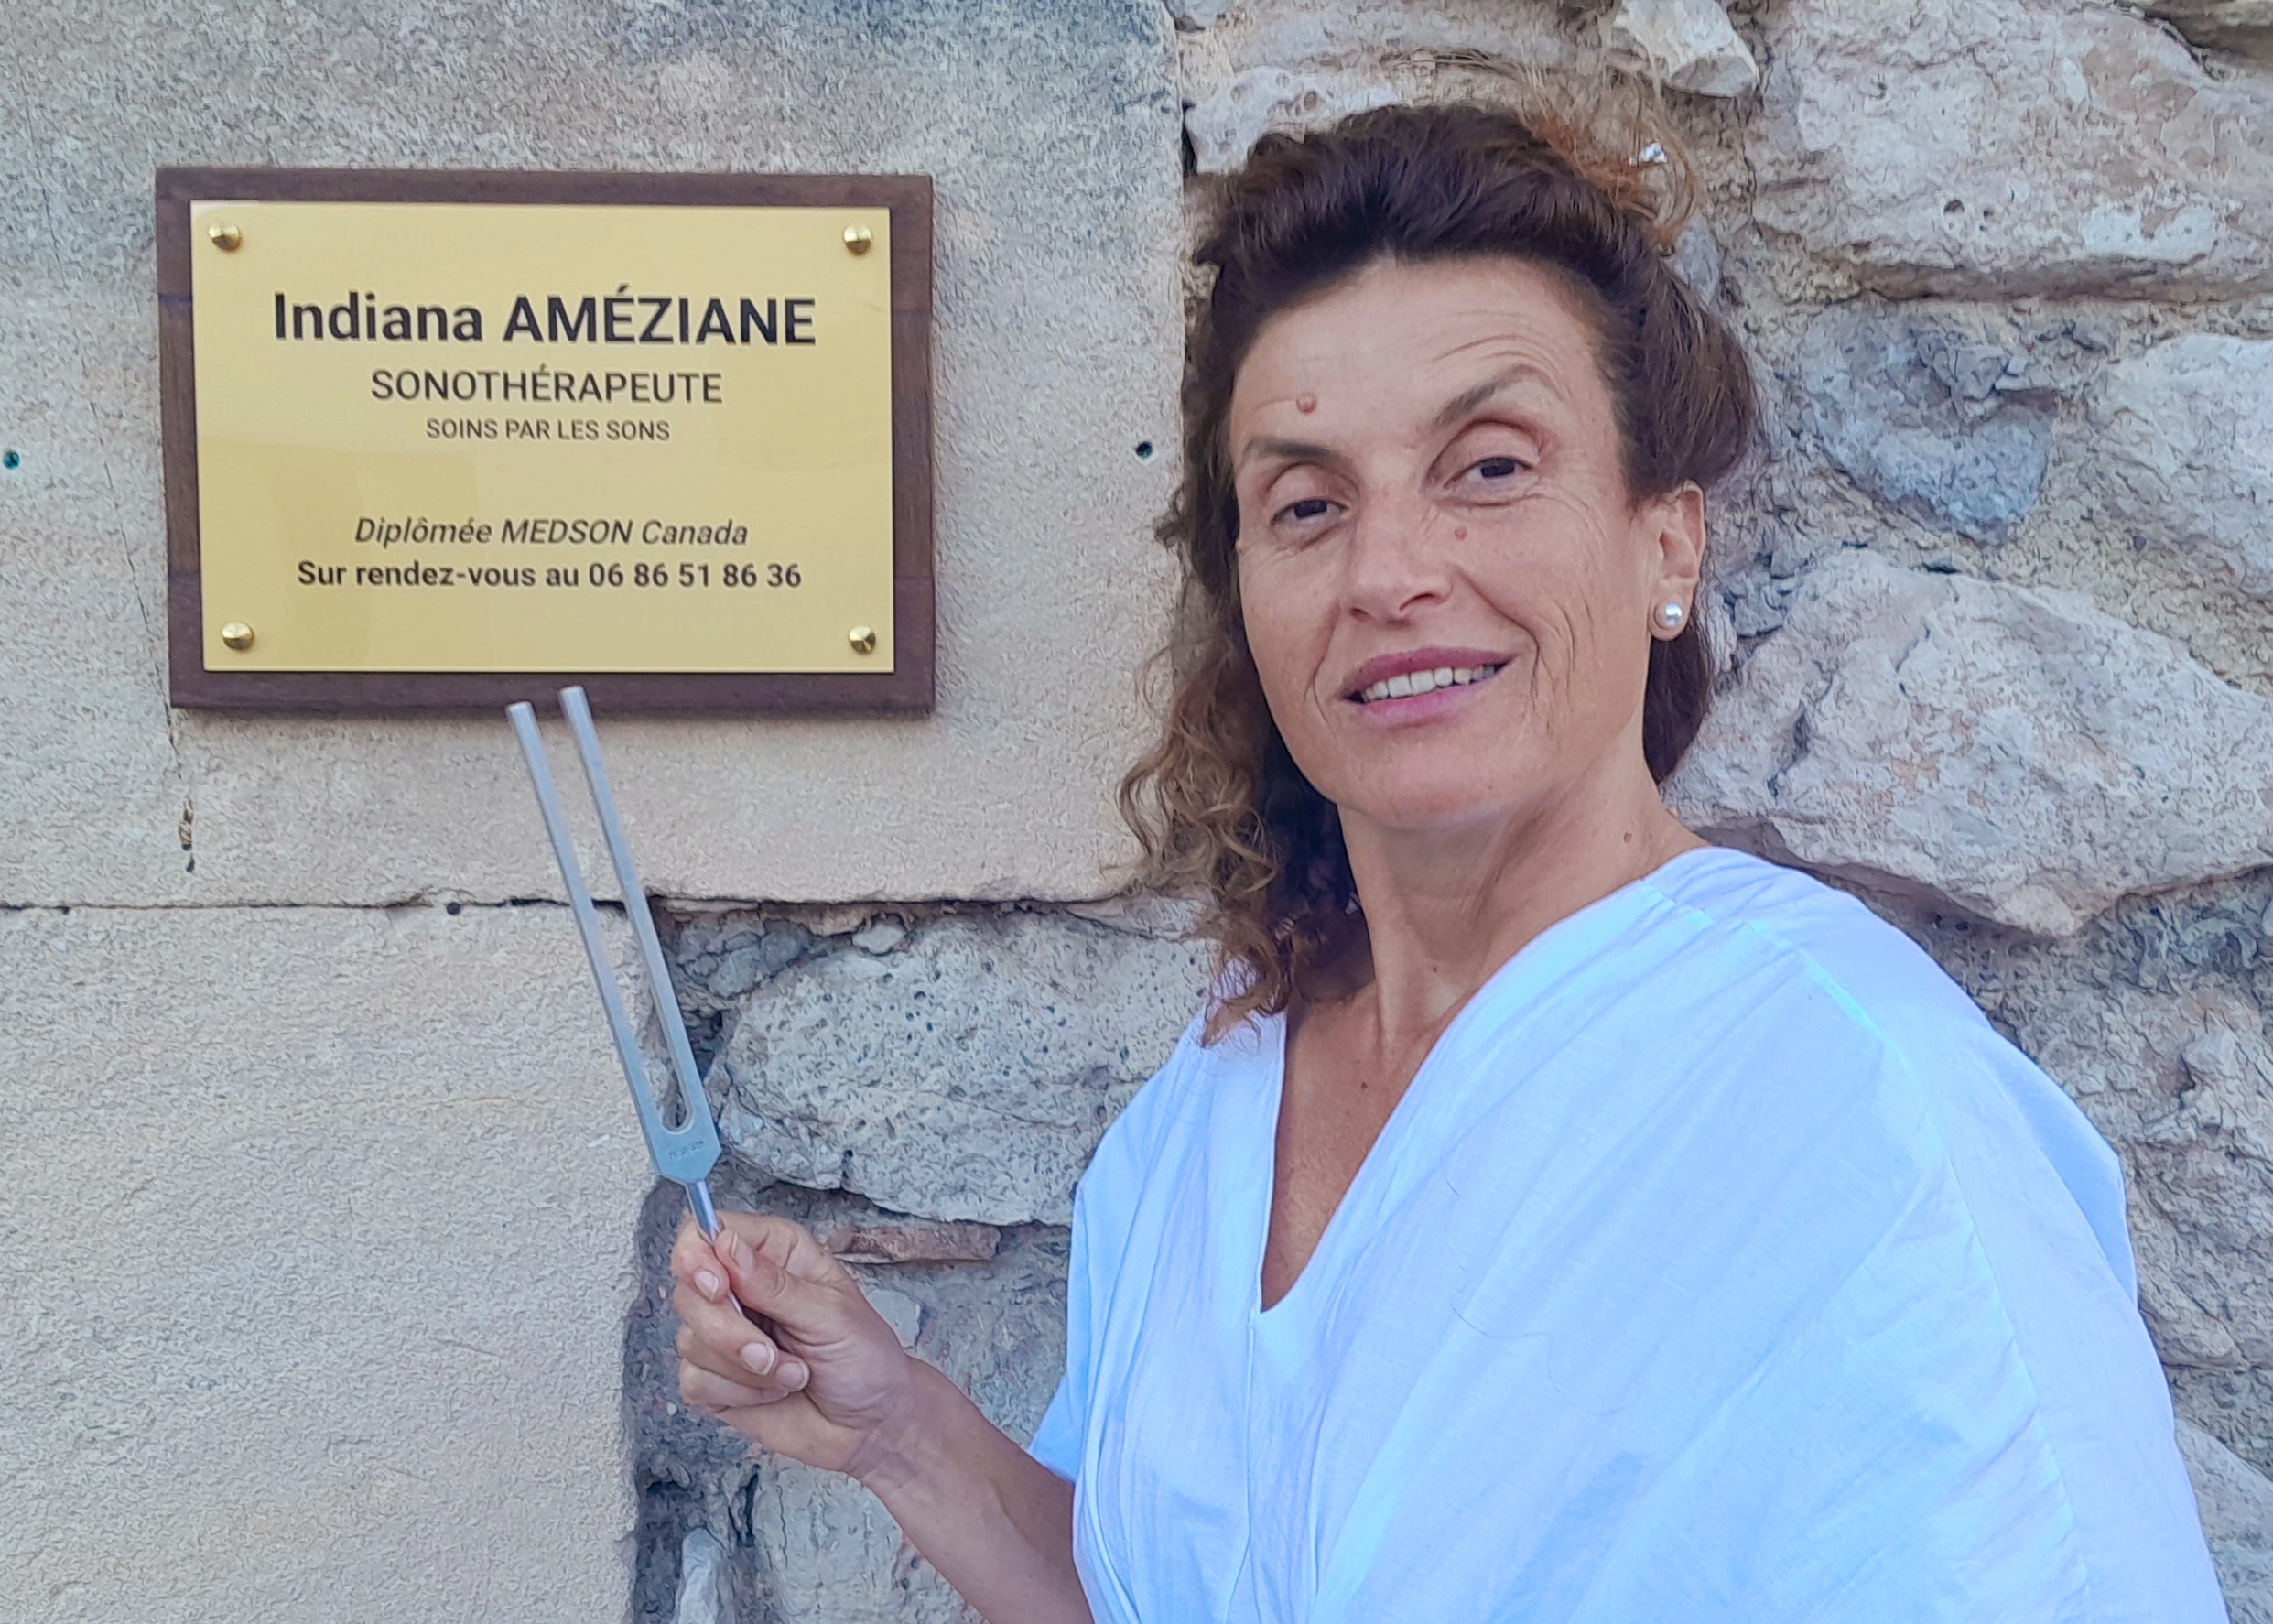 Indiana AMÉZIANE
SONOTHÉRAPEUTE
SOINS PAR LES SONS
Diplômée MEDSON Canada
Sur rendez-vous au 06 86 51 86 36